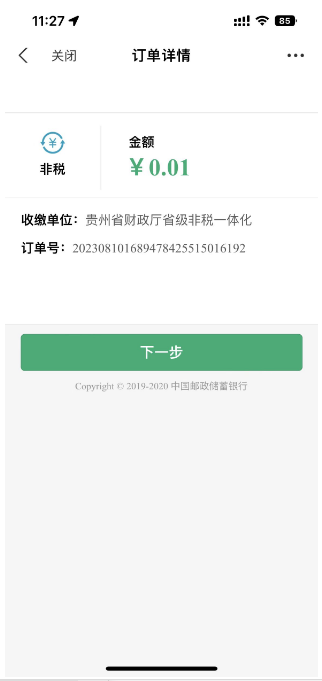 11:27
85
关闭
订单详情
非税
金额
￥0.01
收缴单位：贵州省财政厅省级非税一体化
订单号：202308101689478425515016192
下一步
Copyright © 2019-2020 中国邮政储蓄银行